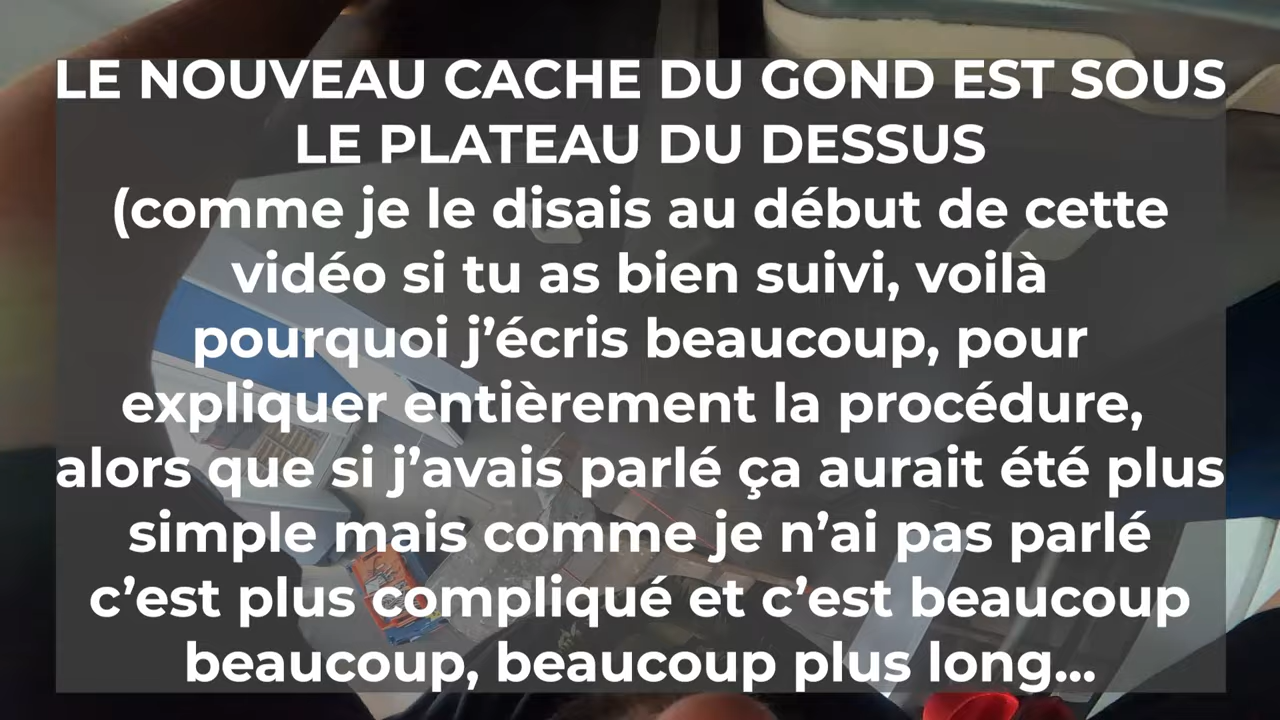 LE NOUVEAU CACHE DU GOND EST SOUS
LE PLATEAU DU DESSUS
(comme je le disais au début de cette
vidéo si tu as bien suivi, voilà
pourquoi j’écris beaucoup, pour
expliquer entièrement la procédure,
alors que si j’avais parlé ça aurait été plus
simple mais comme je n’ai pas parlé
c’est plus compliqué et c’est beaucoup
beaucoup, beaucoup plus long...